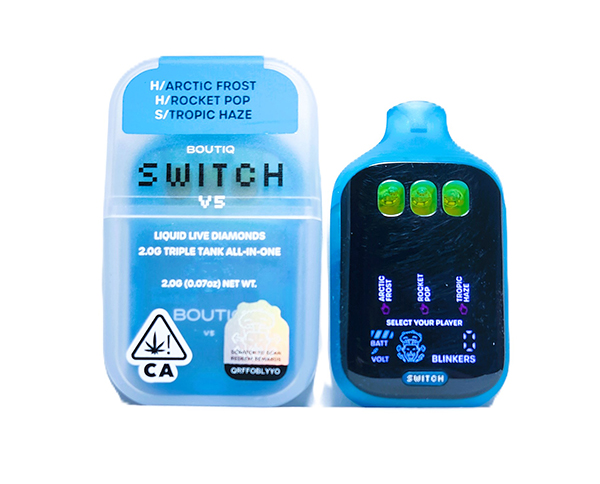 H/ARCTIC FROST
H/ROCKET POP
S/TROPIC HAZE
BOUTIQ
SWITCH
V5
LIQUID LIVE DIAMONDS
2.0G TRIPLE TANK ALL-IN-ONE
2.0G (0.07oz) NET WT.
BOUTIQ
V5
CA
QRFFOBLYYO
ARCTIC
FROST
ROCKET
POP
TROPIC
HAZE
SELECT YOUR PLAYER
BATT
VOLT
0
BLINKERS
SWITCH